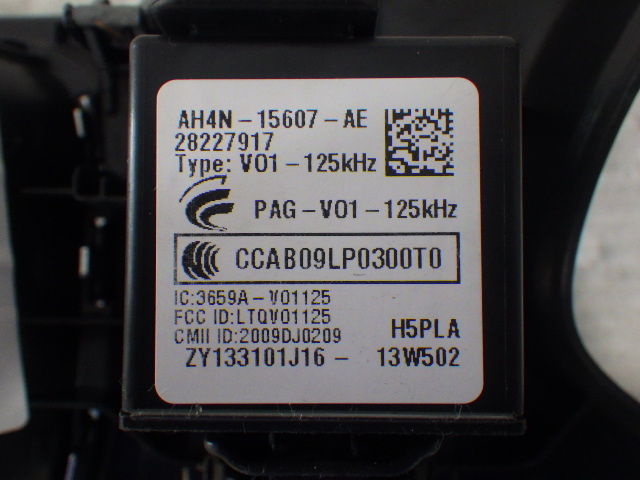 AH4N-15607-AE
28227917
Type: V01-125kHz
PAG-V01-125kHz
CCAB09LP0300T0
IC:3659A-V01125
FCC ID:LTQV01125
CMII ID:2009DJ0209
H5PLA
ZY133101J16- 13W502